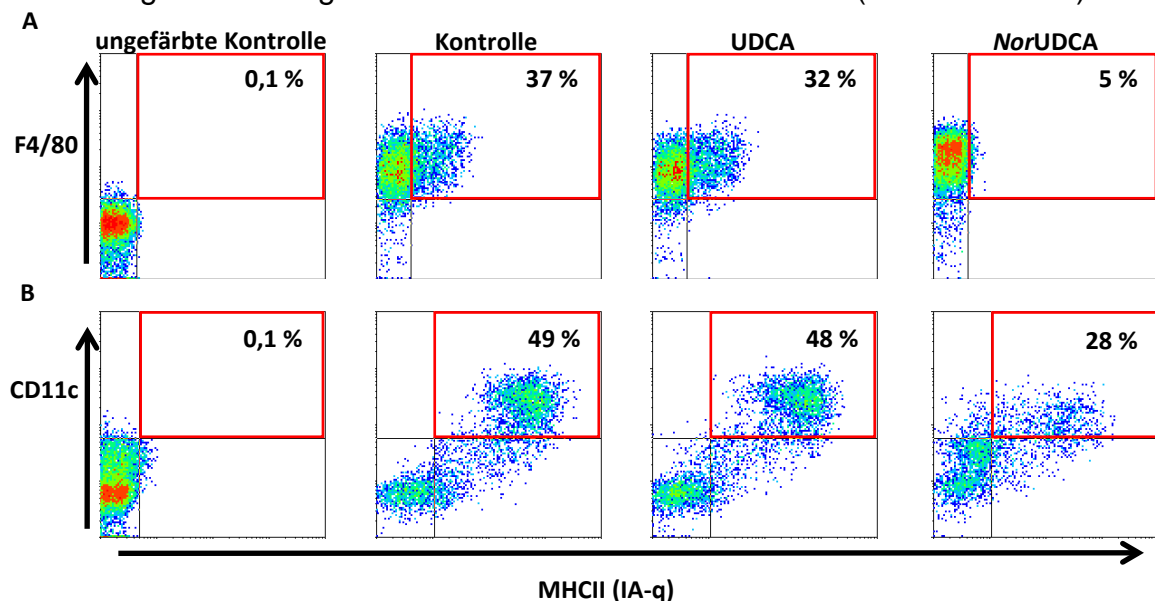 A
ungefärbte Kontrolle Kontrolle UDCA NorUDCA
0,1 % 37 % 32 % 5 %
F4/80
B
0,1 % 49 % 48 % 28 %
CD11c
MHCII (IA-q)